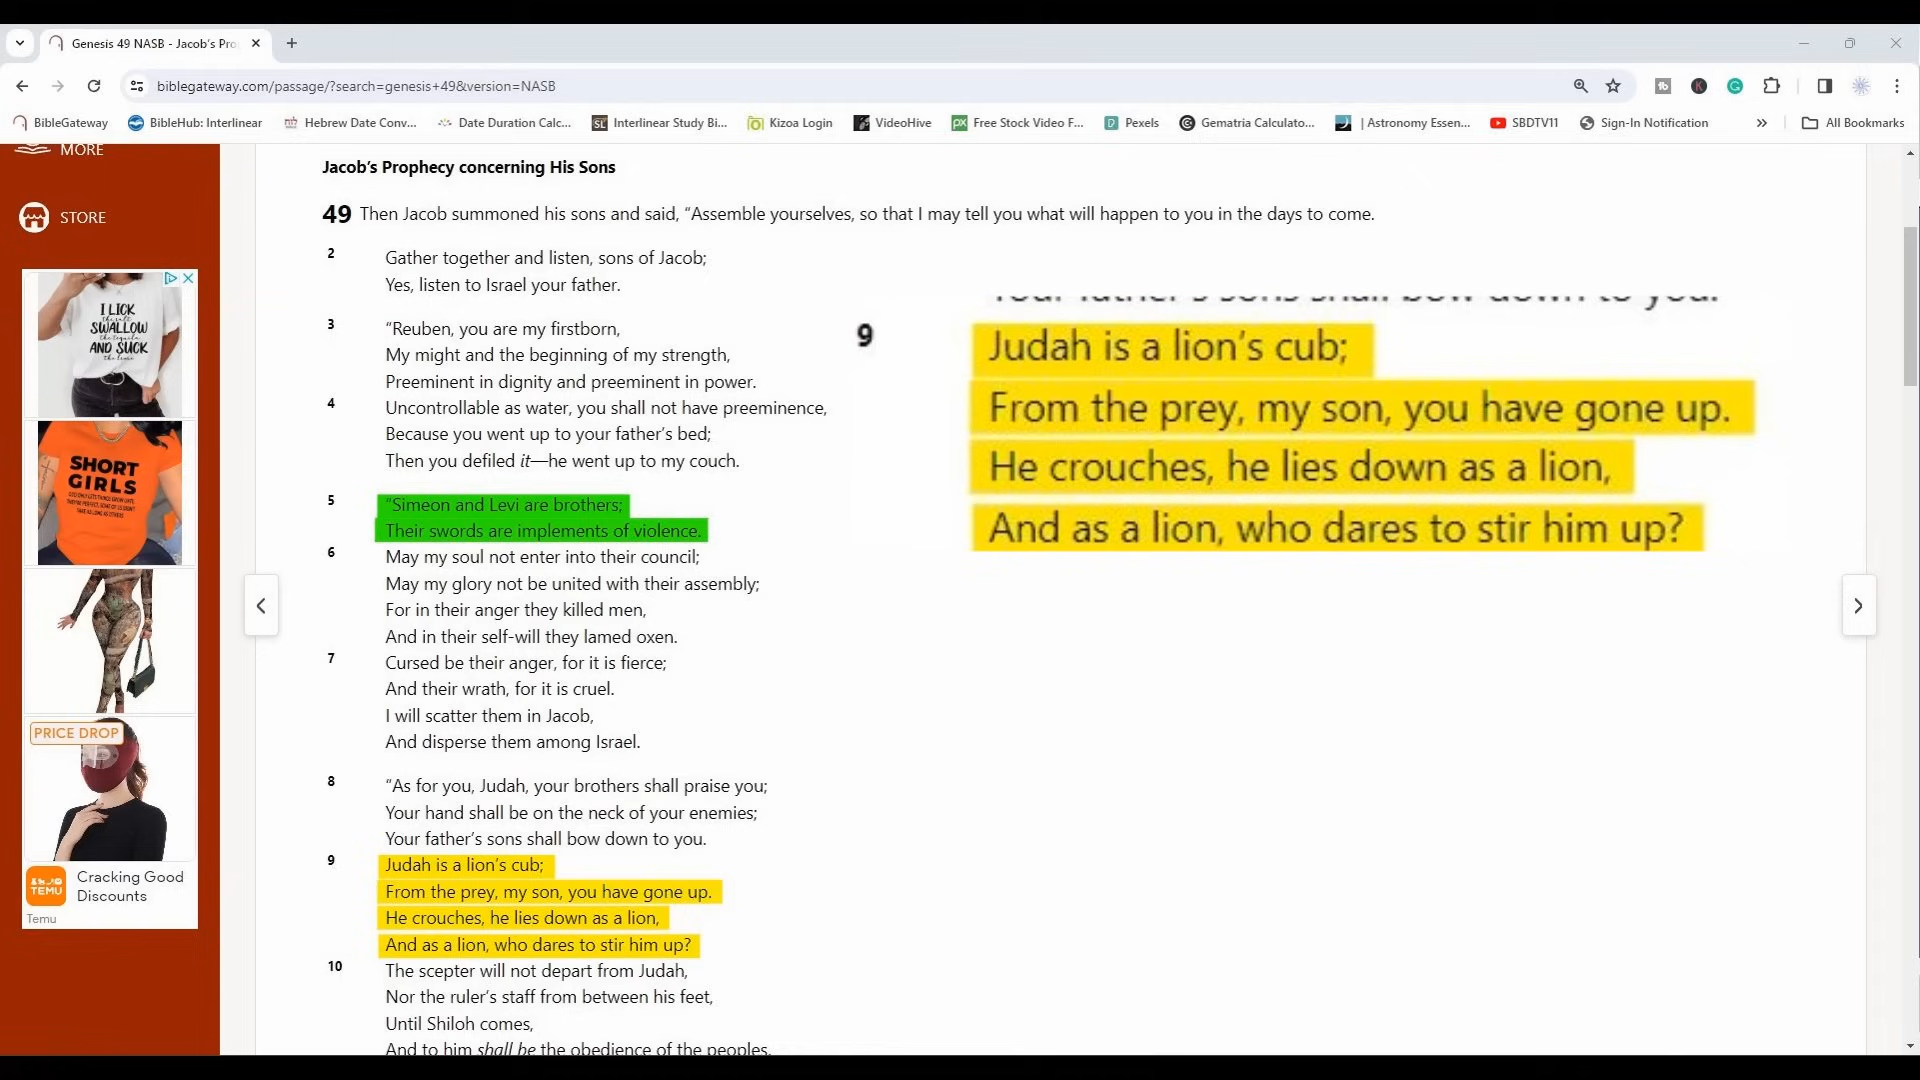 Genesis 49 NASB - Jacob's Pro
biblegateway.com/passage/?search=genesis+49&version=NASB
BibleGateway
BibleHub: Interlinear
Hebrew Date Conv...
Date Duration Calc...
Interlinear Study Bi...
Kizoa Login
VideoHive
Free Stock Video F...
Pexels
Gematria Calculato...
| Astronomy Essen...
SBDTV11
Sign-In Notification
All Bookmarks
MORE
STORE
I LICK
the salt
SWALLOW
the tequila
AND SUCK
the lime
SHORT
GIRLS
PRICE DROP
TEMU
Cracking Good
Discounts
Temu
Jacob's Prophecy concerning His Sons
49 Then Jacob summoned his sons and said, “Assemble yourselves, so that I may tell you what will happen to you in the days to come.
2 Gather together and listen, sons of Jacob;
Yes, listen to Israel your father.
3 “Reuben, you are my firstborn,
My might and the beginning of my strength,
Preeminent in dignity and preeminent in power.
4 Uncontrollable as water, you shall not have preeminence,
Because you went up to your father's bed;
Then you defiled it—he went up to my couch.
5 “Simeon and Levi are brothers;
Their swords are implements of violence.
6 May my soul not enter into their council;
May my glory not be united with their assembly;
For in their anger they killed men,
And in their self-will they lamed oxen.
7 Cursed be their anger, for it is fierce;
And their wrath, for it is cruel.
I will scatter them in Jacob,
And disperse them among Israel.
8 “As for you, Judah, your brothers shall praise you;
Your hand shall be on the neck of your enemies;
Your father's sons shall bow down to you.
9 Judah is a lion's cub;
From the prey, my son, you have gone up.
He crouches, he lies down as a lion,
And as a lion, who dares to stir him up?
10 The scepter will not depart from Judah,
Nor the ruler's staff from between his feet,
Until Shiloh comes,
And to him shall be the obedience of the peoples.
Your father's sons shall bow down to you.
9 Judah is a lion's cub;
From the prey, my son, you have gone up.
He crouches, he lies down as a lion,
And as a lion, who dares to stir him up?